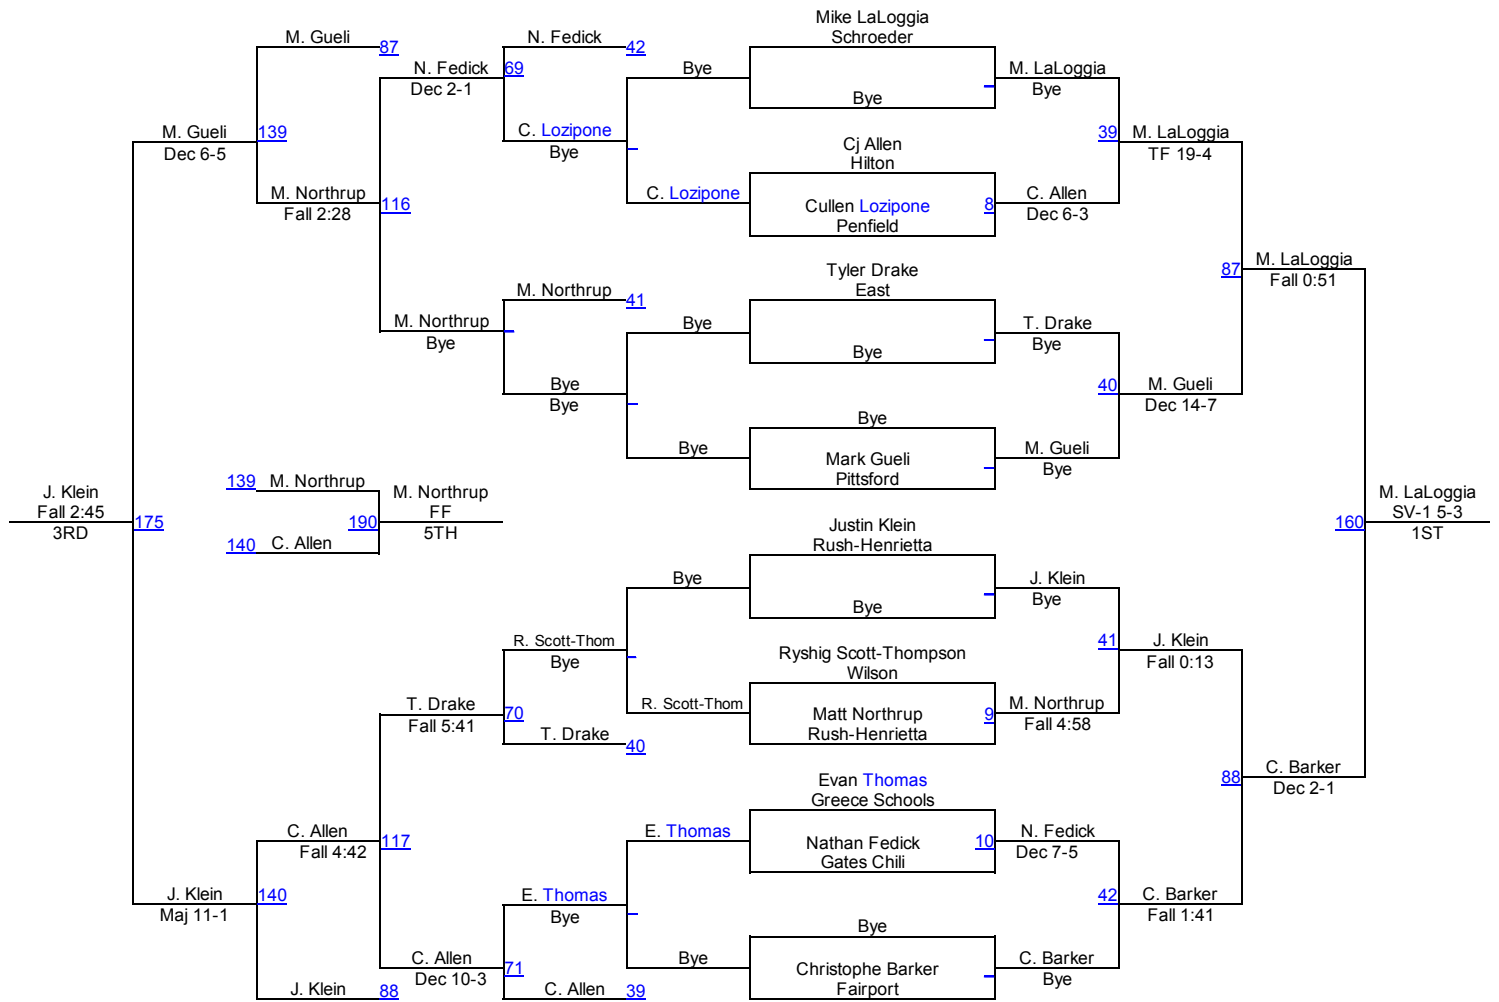 Mike LaLoggia
Schroeder
M. Gueli
87
N. Fedick
42
N. Fedick
69
Dec 2-1
Bye
M. LaLoggia
Bye
Bye
M. Gueli
139
Dec 6-5
C. Lozipone
Bye
39
M. LaLoggia
TF 19-4
Cj Allen
Hilton
M. Northrup
Fall 2:28
116
C. Lozipone
Cullen Lozipone
8
Penfield
C. Allen
Dec 6-3
M. LaLoggia
Fall 0:51
87
Tyler Drake
East
M. Northrup
41
M. Northrup
Bye
Bye
T. Drake
Bye
Bye
Bye
Bye
40
M. Gueli
Dec 14-7
Bye
Bye
Mark Gueli
Pittsford
M. Gueli
Bye
139
M. Northrup
J. Klein
Fall 2:45
3RD
175
190
M. Northrup
FF
5TH
140
C. Allen
M. LaLoggia
SV-1 5-3
1ST
160
Justin Klein
Rush-Henrietta
Bye
J. Klein
Bye
Bye
R. Scott-Thom
Bye
41
J. Klein
Fall 0:13
Ryshig Scott-Thompson
Wilson
T. Drake
Fall 5:41
70
R. Scott-Thom
Matt Northrup
9
Rush-Henrietta
M. Northrup
Fall 4:58
T. Drake
40
88
C. Barker
Dec 2-1
Evan Thomas
Greece Schools
C. Allen
Fall 4:42
117
E. Thomas
Nathan Fedick
10
Gates Chili
N. Fedick
Dec 7-5
J. Klein
Maj 11-1
140
E. Thomas
Bye
42
C. Barker
Fall 1:41
Bye
C. Allen
Dec 10-3
71
Bye
Christophe Barker
Fairport
C. Barker
Bye
J. Klein
88
C. Allen
39